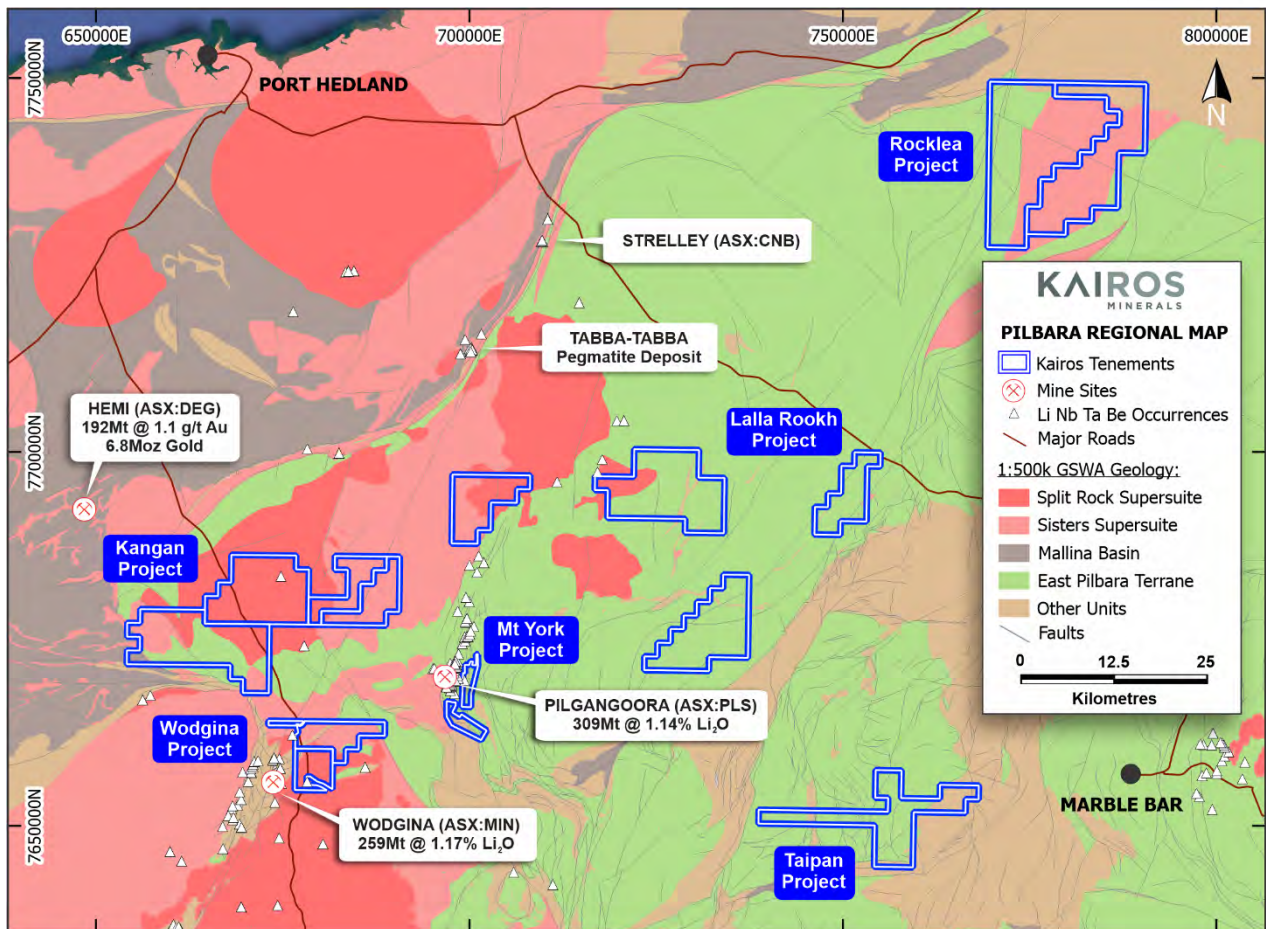 650000E
700000E
750000E
800000E
7750000N
7700000N
7650000N
PORT HEDLAND
N
Rocklea
Project
STRELLEY (ASX:CNB)
TABBA-TABBA
Pegmatite Deposit
HEMI (ASX:DEG)
192Mt @ 1.1 g/t Au
6.8Moz Gold
Lalla Rookh
Project
Kangan
Project
Mt York
Project
PILGANGOORA (ASX:PLS)
309Mt @ 1.14% Li₂O
Wodgina
Project
WODGINA (ASX:MIN)
259Mt @ 1.17% Li₂O
Taipan
Project
MARBLE BAR
KAIROS
MINERALS
PILBARA REGIONAL MAP
Kairos Tenements
Mine Sites
Li Nb Ta Be Occurrences
Major Roads
1:500k GSWA Geology:
Split Rock Supersuite
Sisters Supersuite
Mallina Basin
East Pilbara Terrane
Other Units
Faults
0 12.5 25
Kilometres